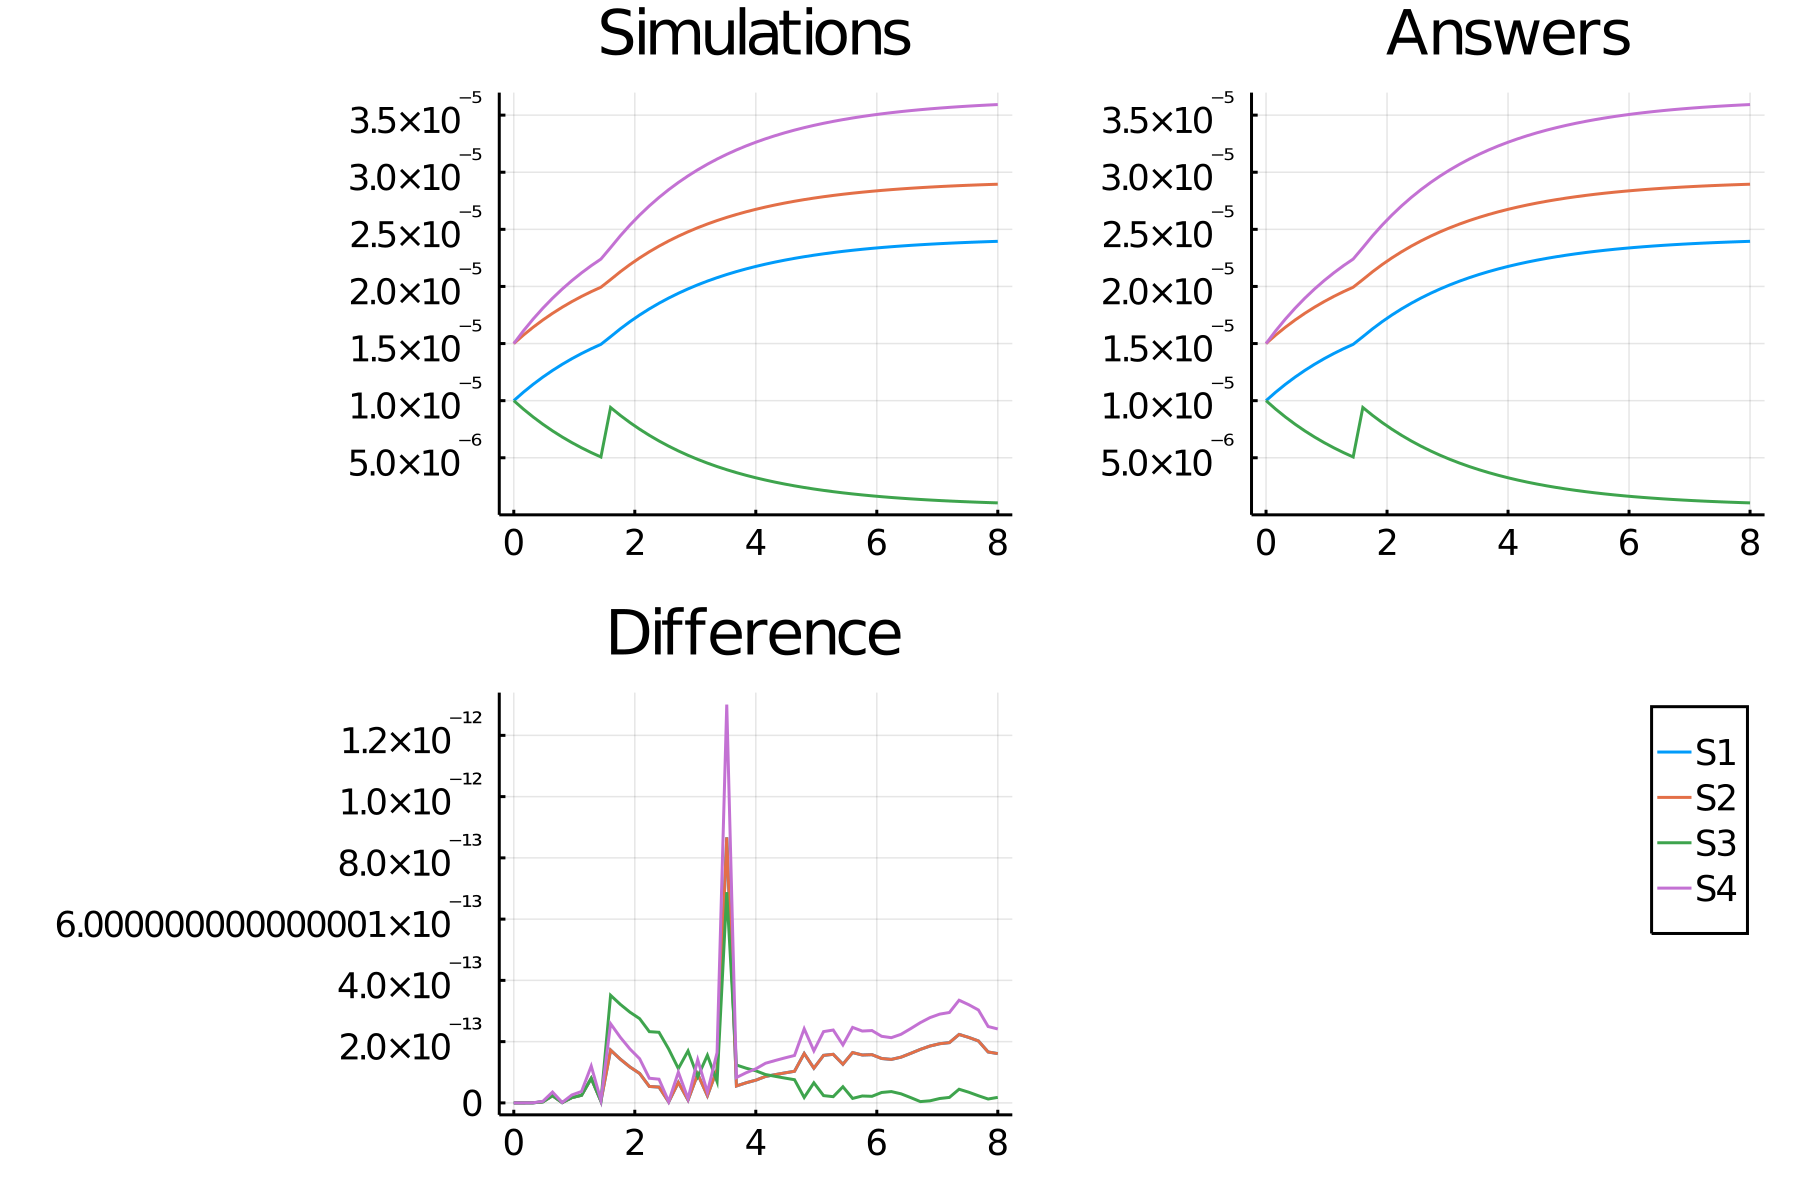 Simulations
3.5×10⁻⁵
3.0×10⁻⁵
2.5×10⁻⁵
2.0×10⁻⁵
1.5×10⁻⁵
1.0×10⁻⁵
5.0×10⁻⁶
0 2 4 6 8
Answers
3.5×10⁻⁵
3.0×10⁻⁵
2.5×10⁻⁵
2.0×10⁻⁵
1.5×10⁻⁵
1.0×10⁻⁵
5.0×10⁻⁶
0 2 4 6 8
Difference
1.2×10⁻¹²
1.0×10⁻¹²
8.0×10⁻¹³
6.000000000000001×10⁻¹³
4.0×10⁻¹³
2.0×10⁻¹³
0
0 2 4 6 8
S1
S2
S3
S4